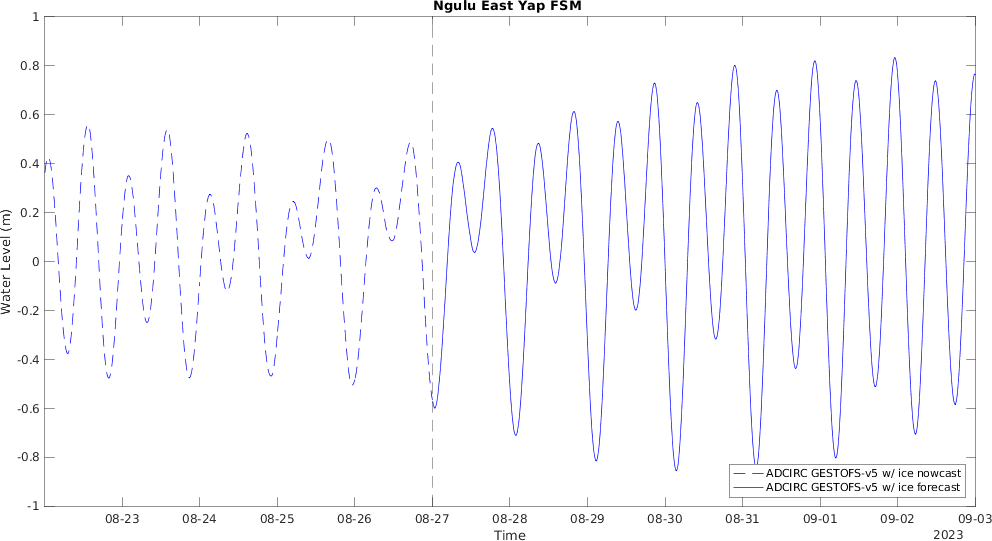 Ngulu East Yap FSM
1
0.8
0.6
0.4
0.2
0
-0.2
-0.4
-0.6
-0.8
-1
Water Level (m)
ADCIRC GESTOFS-v5 w/ ice nowcast
ADCIRC GESTOFS-v5 w/ ice forecast
08-23 08-24 08-25 08-26 08-27 08-28 08-29 08-30 08-31 09-01 09-02 09-03
Time
2023